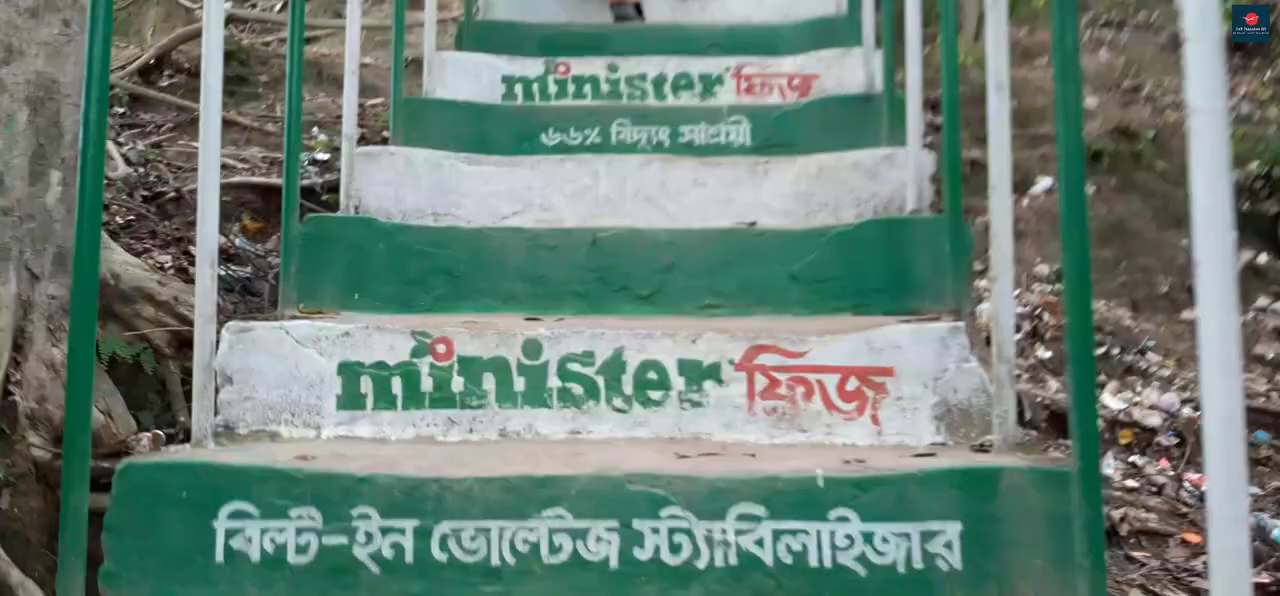 minister ফ্রিজ
৬৬% বিদ্যুৎ সাশ্রয়ী
minister ফ্রিজ
বিল্ট-ইন ভোল্টেজ স্ট্যাবিলাইজার